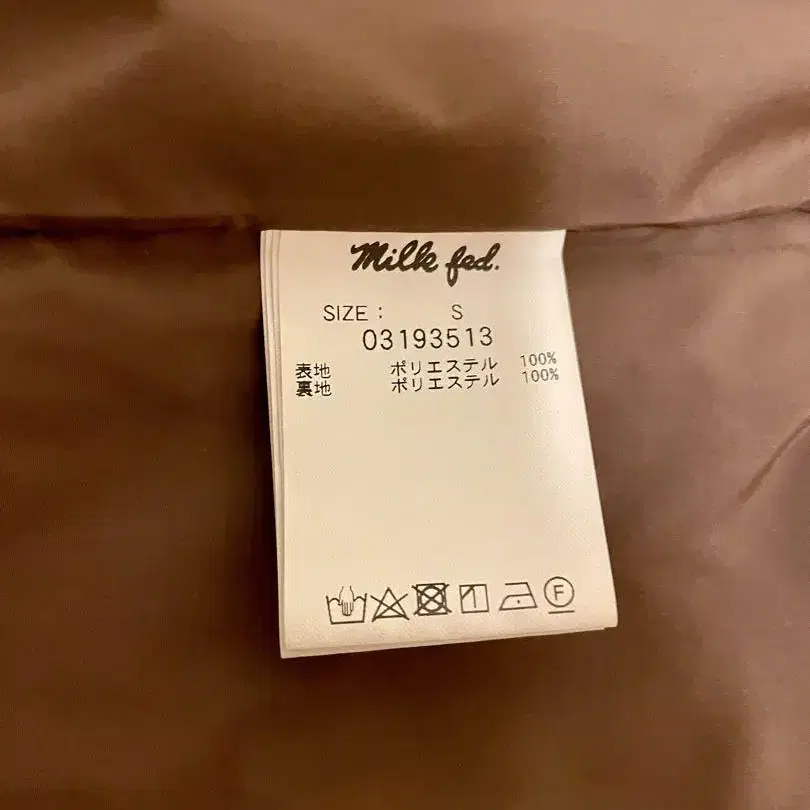 Milk fed.
SIZE : S
03193513
表地 ポリエステル 100%
裏地 ポリエステル 100%
F